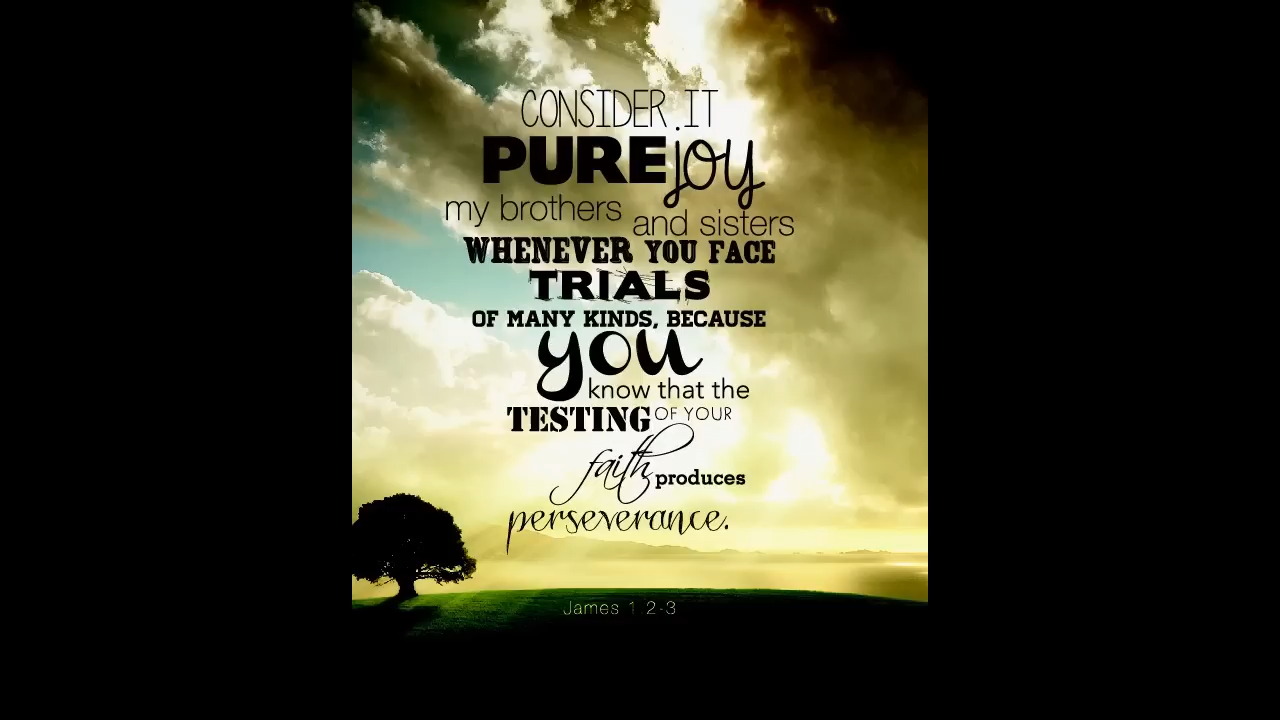 CONSIDER IT
PURE joy
my brothers and sisters
WHENEVER YOU FACE
TRIALS
OF MANY KINDS, BECAUSE
you
know that the
TESTING OF YOUR
faith produces
perseverance.
James 1.2-3